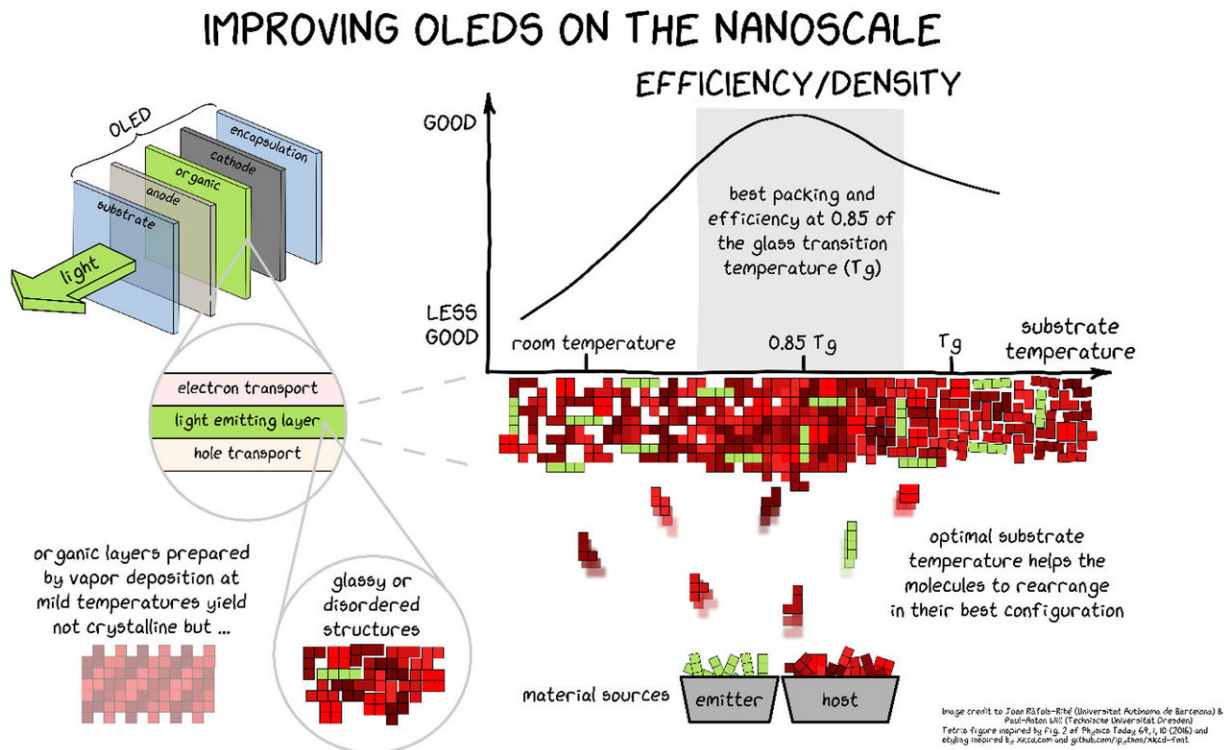 IMPROVING OLEDS ON THE NANOSCALE
OLED
encapsulation
cathode
organic
anode
substrate
light
electron transport
light emitting layer
hole transport
organic layers prepared
by vapor deposition at
mild temperatures yield
not crystalline but ...
glassy or
disordered
structures
EFFICIENCY/DENSITY
GOOD
LESS
GOOD
best packing and
efficiency at 0.85 of
the glass transition
temperature (Tg)
room temperature
0.85 Tg
Tg
substrate
temperature
optimal substrate
temperature helps the
molecules to rearrange
in their best configuration
material sources
emitter
host
Image credit to Joan Ràfols-Ribé (Universitat Autònoma de Barcelona) &
Paul-Anton Will (Technische Universität Dresden)
Tetris figure inspired by Fig. 2 of Physics Today 69, 1, 10 (2016) and
styling inspired by xkcd.com and github.com/ipython/xkcd-font